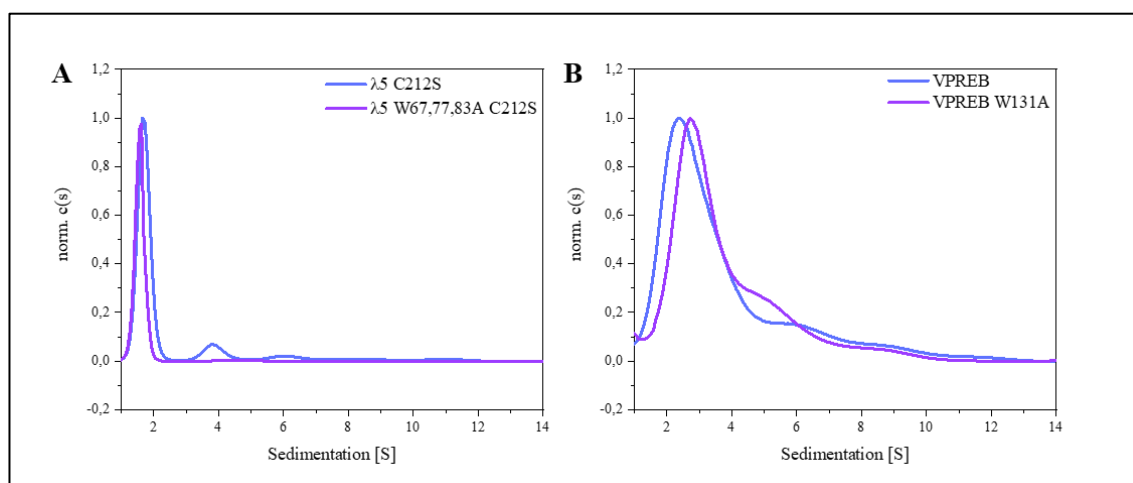 A
λ5 C212S
λ5 W67,77,83A C212S
1,2
1,0
0,8
0,6
0,4
0,2
0,0
-0,2
norm. c(s)
2 4 6 8 10 12 14
Sedimentation [S]
B
VPREB
VPREB W131A
1,2
1,0
0,8
0,6
0,4
0,2
0,0
-0,2
norm. c(s)
2 4 6 8 10 12 14
Sedimentation [S]